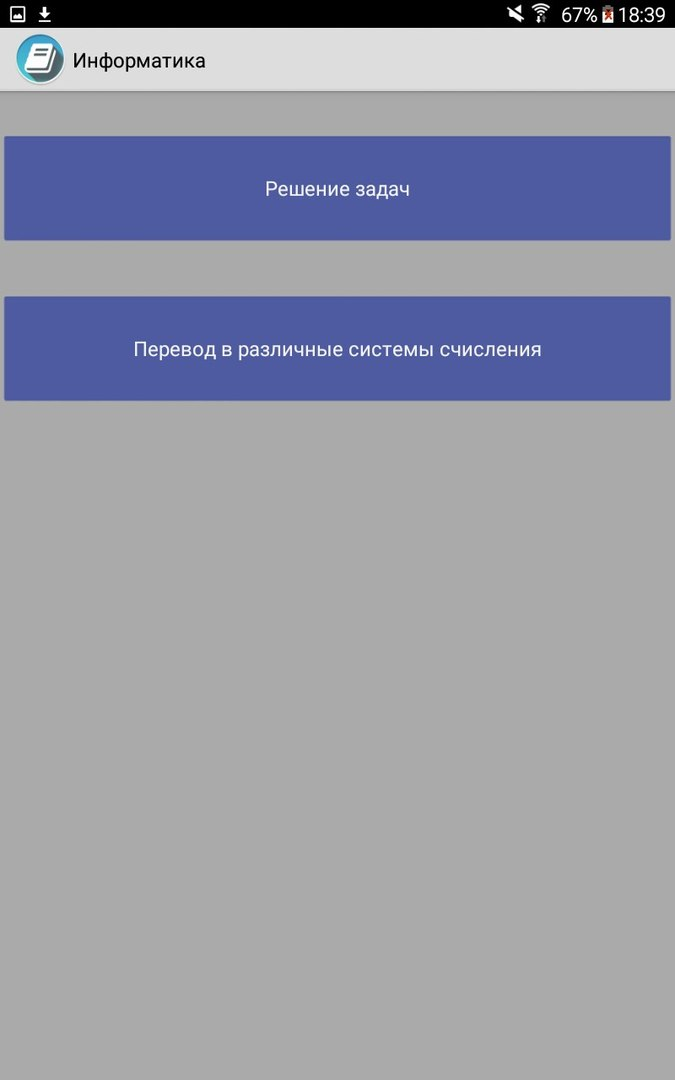 67% 18:39
Информатика
Решение задач
Перевод в различные системы счисления